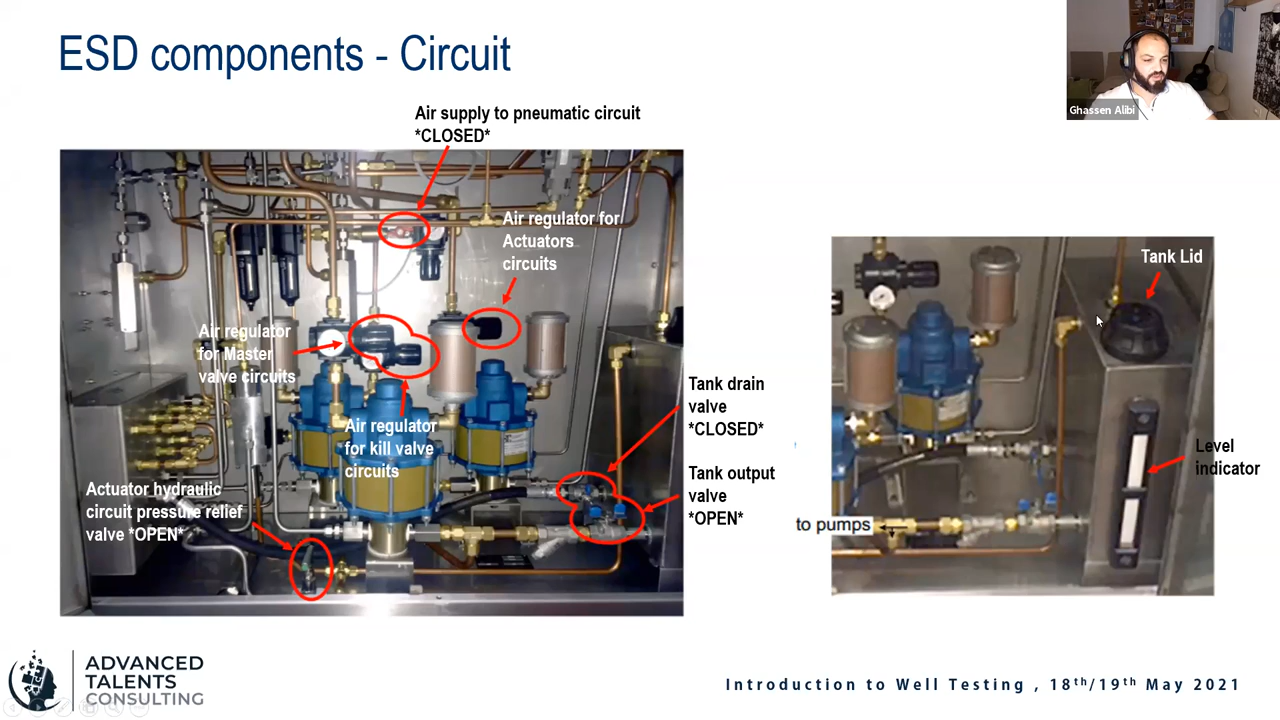 ESD components - Circuit
Ghassen Alibi
Air supply to pneumatic circuit
*CLOSED*
Air regulator for
Actuators
circuits
Air regulator
for Master
valve circuits
Air regulator
for kill valve
circuits
Actuator hydraulic
circuit pressure relief
valve *OPEN*
Tank drain
valve
*CLOSED*
Tank output
valve
*OPEN*
Tank Lid
Level
indicator
to pumps
ADVANCED
TALENTS
CONSULTING
Introduction to Well Testing , 18th/19th May 2021